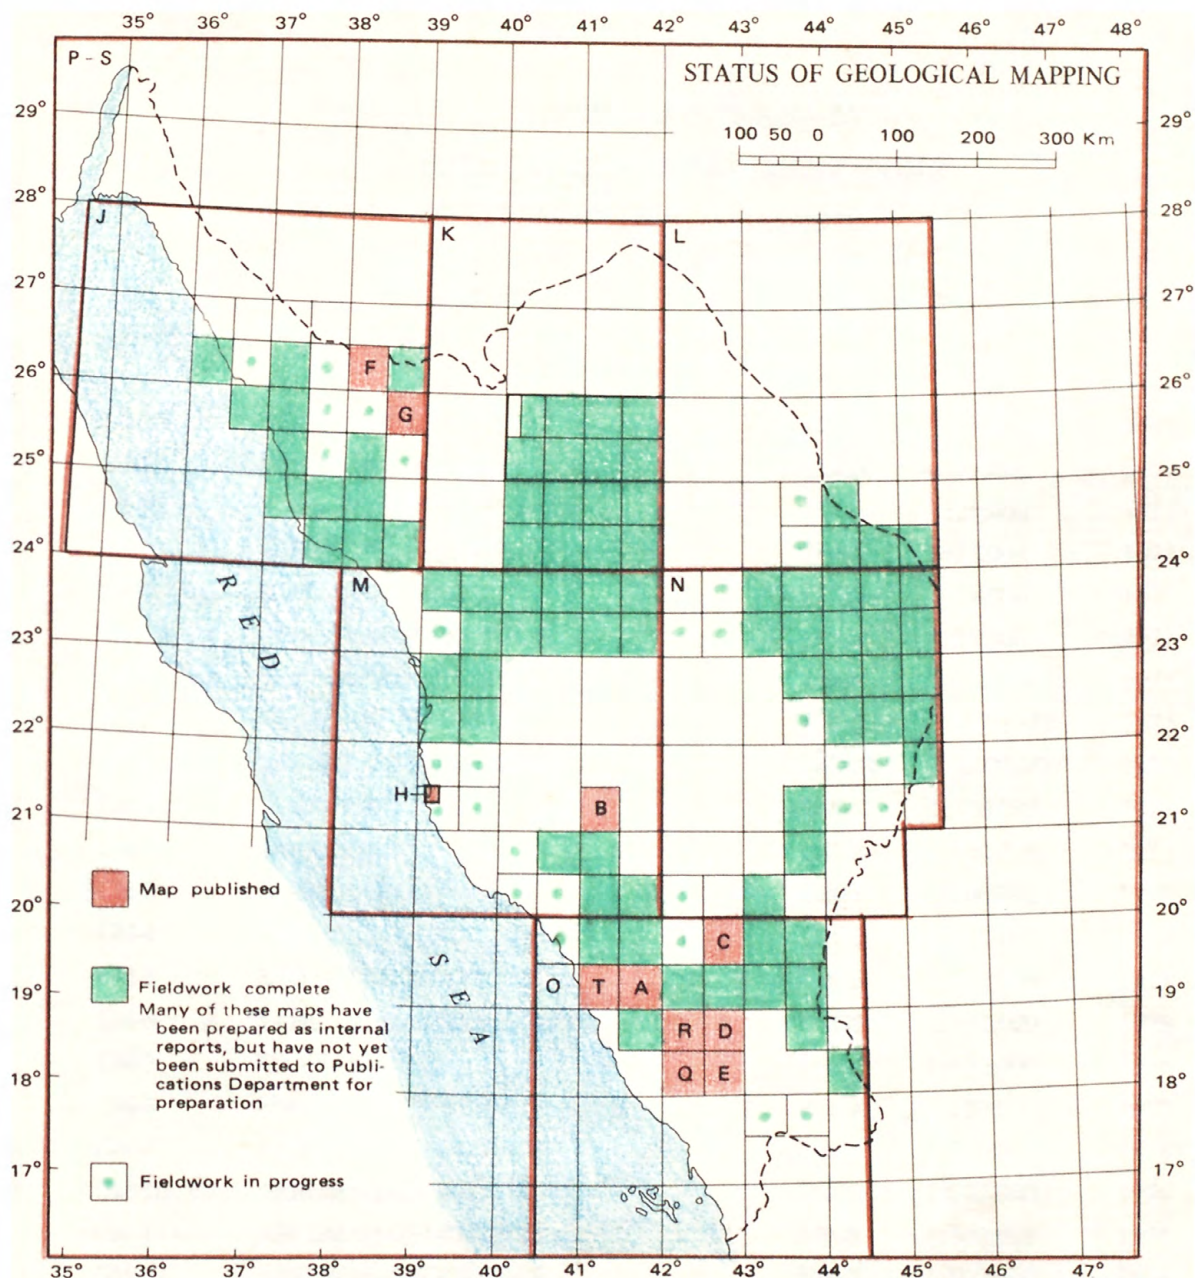 35° 36° 37° 38° 39° 40° 41° 42° 43° 44° 45° 46° 47° 48°
P - S
STATUS OF GEOLOGICAL MAPPING
29° 29°
100 50 0 100 200 300 Km
28° 28°
J
K L
27° 27°
F
26° 26°
G
25° 25°
24° 24°
M N
RED
23° 23°
22° 22°
H B
21° 21°
Map published
20° 20°
C
SEA
Fieldwork complete
O T A
19° 19°
Many of these maps have
been prepared as internal
reports, but have not yet
been submitted to Publi-
cations Department for
preparation
R D
Q E
18° 18°
17° 17°
Fieldwork in progress
35° 36° 37° 38° 39° 40° 41° 42° 43° 44° 45° 46° 47°